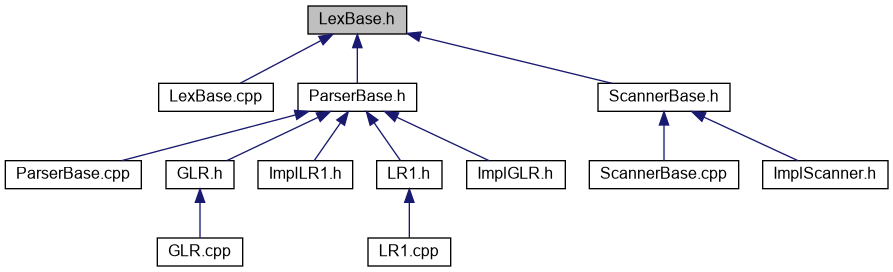 LexBase.h
LexBase.cpp
ParserBase.h
ScannerBase.h
ParserBase.cpp
GLR.h
ImplLR1.h
LR1.h
ImplGLR.h
ScannerBase.cpp
ImplScanner.h
GLR.cpp
LR1.cpp